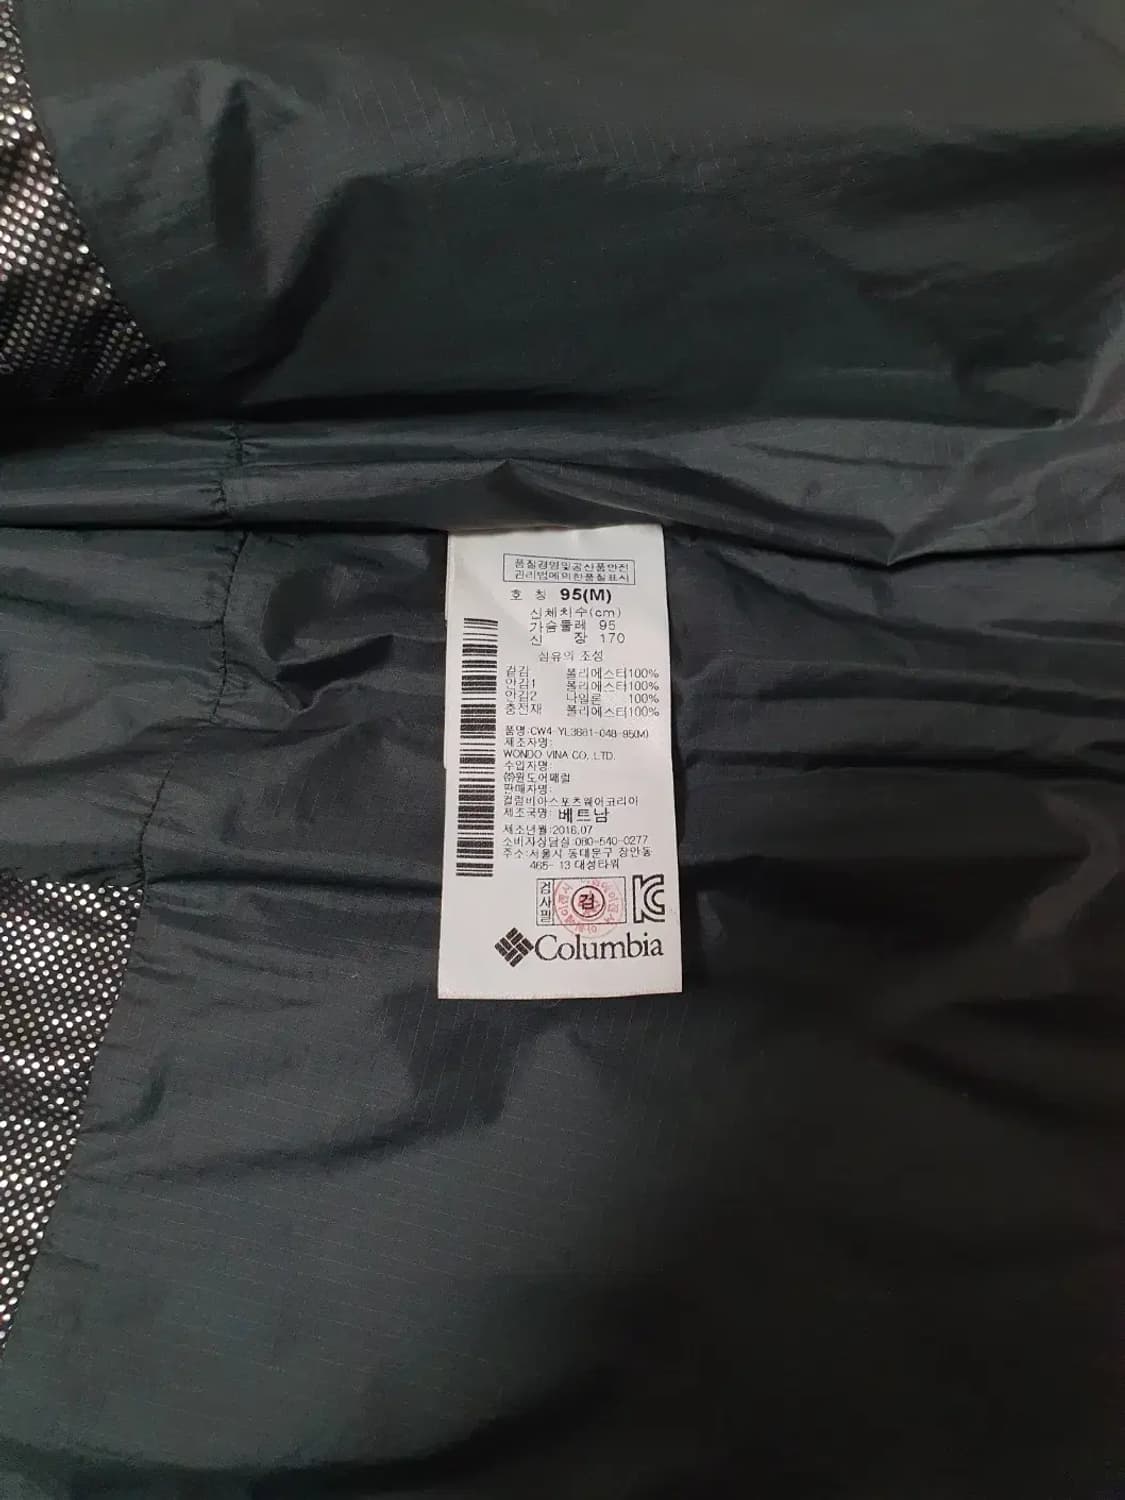 품질경영및공산품안전
관리법에의한품질표시
호 칭 95(M)
신체치수(cm)
가슴둘레 95
신 장 170
섬유의 조성
겉감 폴리에스터100%
안감1 폴리에스터100%
안감2 나일론 100%
충전재 폴리에스터100%
품명:CW4-YL3681-048-95(M)
제조자명:
WONDO VINA CO.,LTD.
수입자명:
㈜원도어패럴
판매자명:
컬럼비아스포츠웨어코리아
제조국명: 베트남
제조년월:2016.07
소비자상담실:080-540-0277
주소:서울시 동대문구 장안동
465-13 대성타워
검사필
검
KC
Columbia